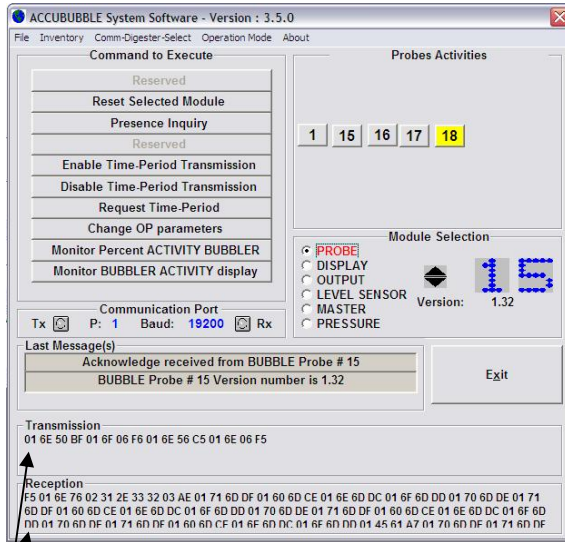 ACCUBUBBLE System Software - Version : 3.5.0
File Inventory Comm-Digester-Select Operation Mode About
Command to Execute
Reserved
Reset Selected Module
Presence Inquiry
Reserved
Enable Time-Period Transmission
Disable Time-Period Transmission
Request Time-Period
Change OP parameters
Monitor Percent ACTIVITY BUBBLER
Monitor BUBBLER ACTIVITY display
Probes Activities
1 15 16 17 18
Module Selection
PROBE
DISPLAY
OUTPUT
LEVEL SENSOR
MASTER
PRESSURE
Version: 1.32
15
Communication Port
Tx P: 1 Baud: 19200 Rx
Last Message(s)
Acknowledge received from BUBBLE Probe # 15
BUBBLE Probe # 15 Version number is 1.32
Exit
Transmission
01 6E 50 BF 01 6F 06 F6 01 6E 56 C5 01 6E 06 F5
Reception
F5 01 6E 76 02 31 2E 33 32 03 AE 01 71 6D DF 01 60 6D CE 01 6E 6D DC 01 6F 6D DD 01 70 6D DE 01 71
6D DF 01 60 6D CE 01 6E 6D DC 01 6F 6D DD 01 70 6D DE 01 71 6D DF 01 60 6D CE 01 6E 6D DC 01 6F 6D
DD 01 70 6D DE 01 71 6D DF 01 60 6D CE 01 6E 6D DC 01 6F 6D DD 01 45 61 A7 01 70 6D DE 01 71 6D DF